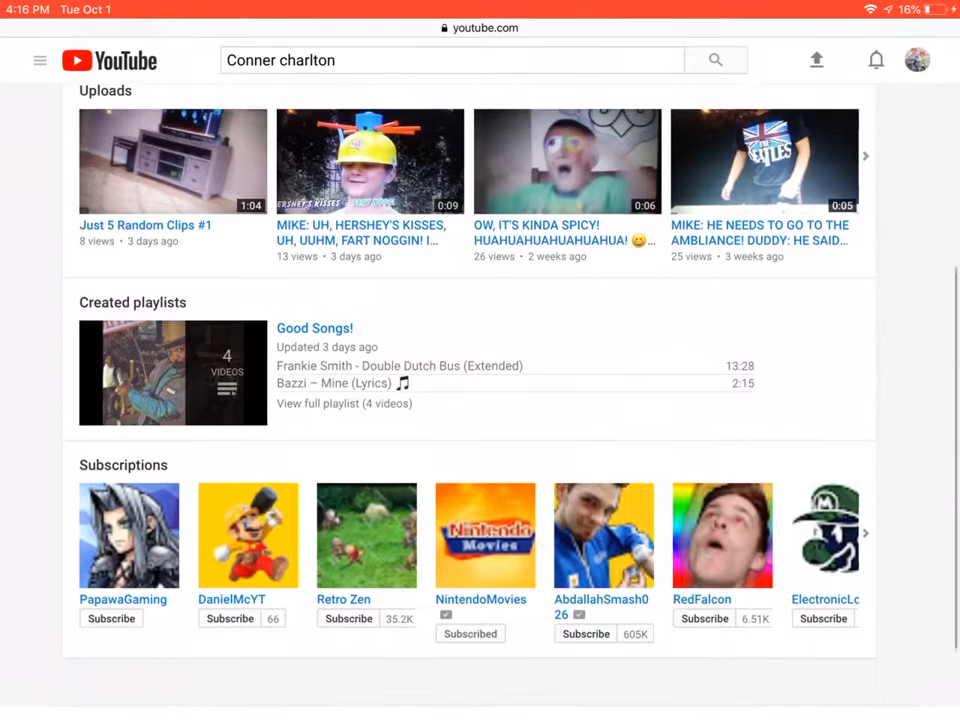 4:16 PM Tue Oct 1 16%
youtube.com
YouTube Conner charlton
Uploads
1:04 0:09 0:06 0:05
HERSHEY'S KISSES
BEATLES
Just 5 Random Clips #1
8 views • 3 days ago
MIKE: UH, HERSHEY'S KISSES,
UH, UUHM, FART NOGGIN! I...
13 views • 3 days ago
OW, IT'S KINDA SPICY!
HUAHUAHUAHUAHUAHUA! 😆...
26 views • 2 weeks ago
MIKE: HE NEEDS TO GO TO THE
AMBLIANCE! DUDDY: HE SAID...
25 views • 3 weeks ago
Created playlists
4
VIDEOS
Good Songs!
Updated 3 days ago
Frankie Smith - Double Dutch Bus (Extended) 13:28
Bazzi – Mine (Lyrics) 🎵 2:15
View full playlist (4 videos)
Subscriptions
Nintendo
Movies
PapawaGaming
Subscribe
DanielMcYT
Subscribe 66
Retro Zen
Subscribe 35.2K
NintendoMovies
Subscribed
AbdallahSmash0
26
Subscribe 605K
RedFalcon
Subscribe 6.51K
ElectronicLc
Subscribe